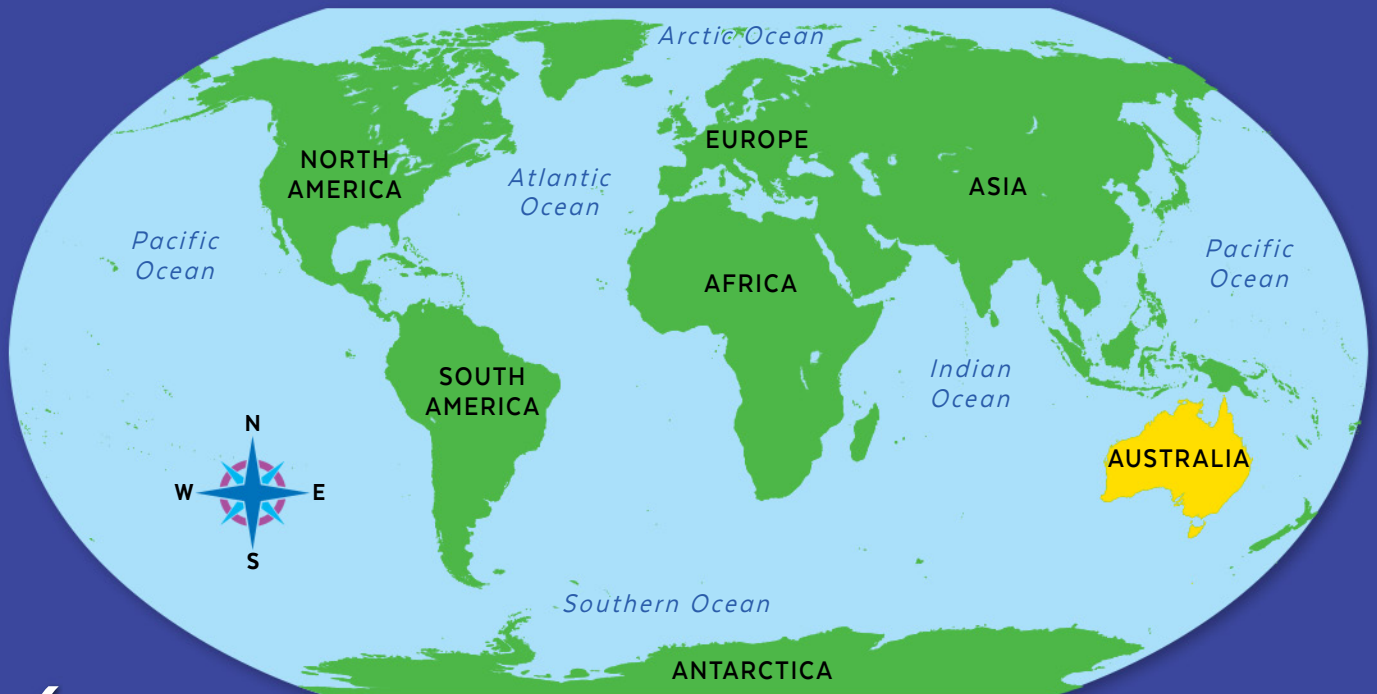 Arctic Ocean
EUROPE
NORTH
AMERICA
Atlantic
Ocean
ASIA
Pacific
Ocean
Pacific
Ocean
AFRICA
SOUTH
AMERICA
Indian
Ocean
N
W
E
S
AUSTRALIA
Southern Ocean
ANTARCTICA